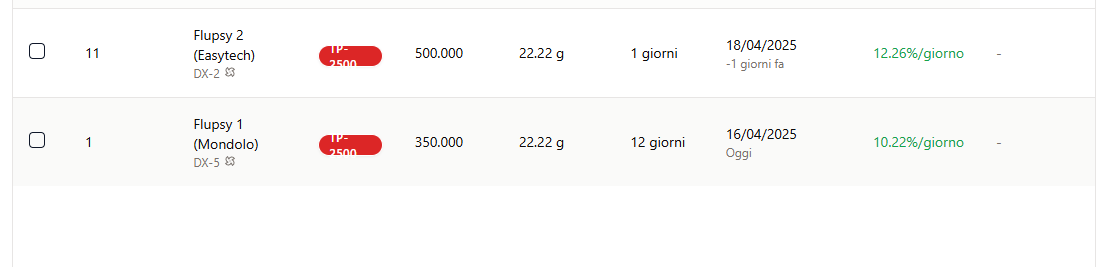 11
Flupsy 2
(Easytech)
DX-2
TP-
2500
500.000
22.22 g
1 giorni
18/04/2025
-1 giorni fa
12.26%/giorno
-
1
Flupsy 1
(Mondolo)
DX-5
TP-
2500
350.000
22.22 g
12 giorni
16/04/2025
Oggi
10.22%/giorno
-